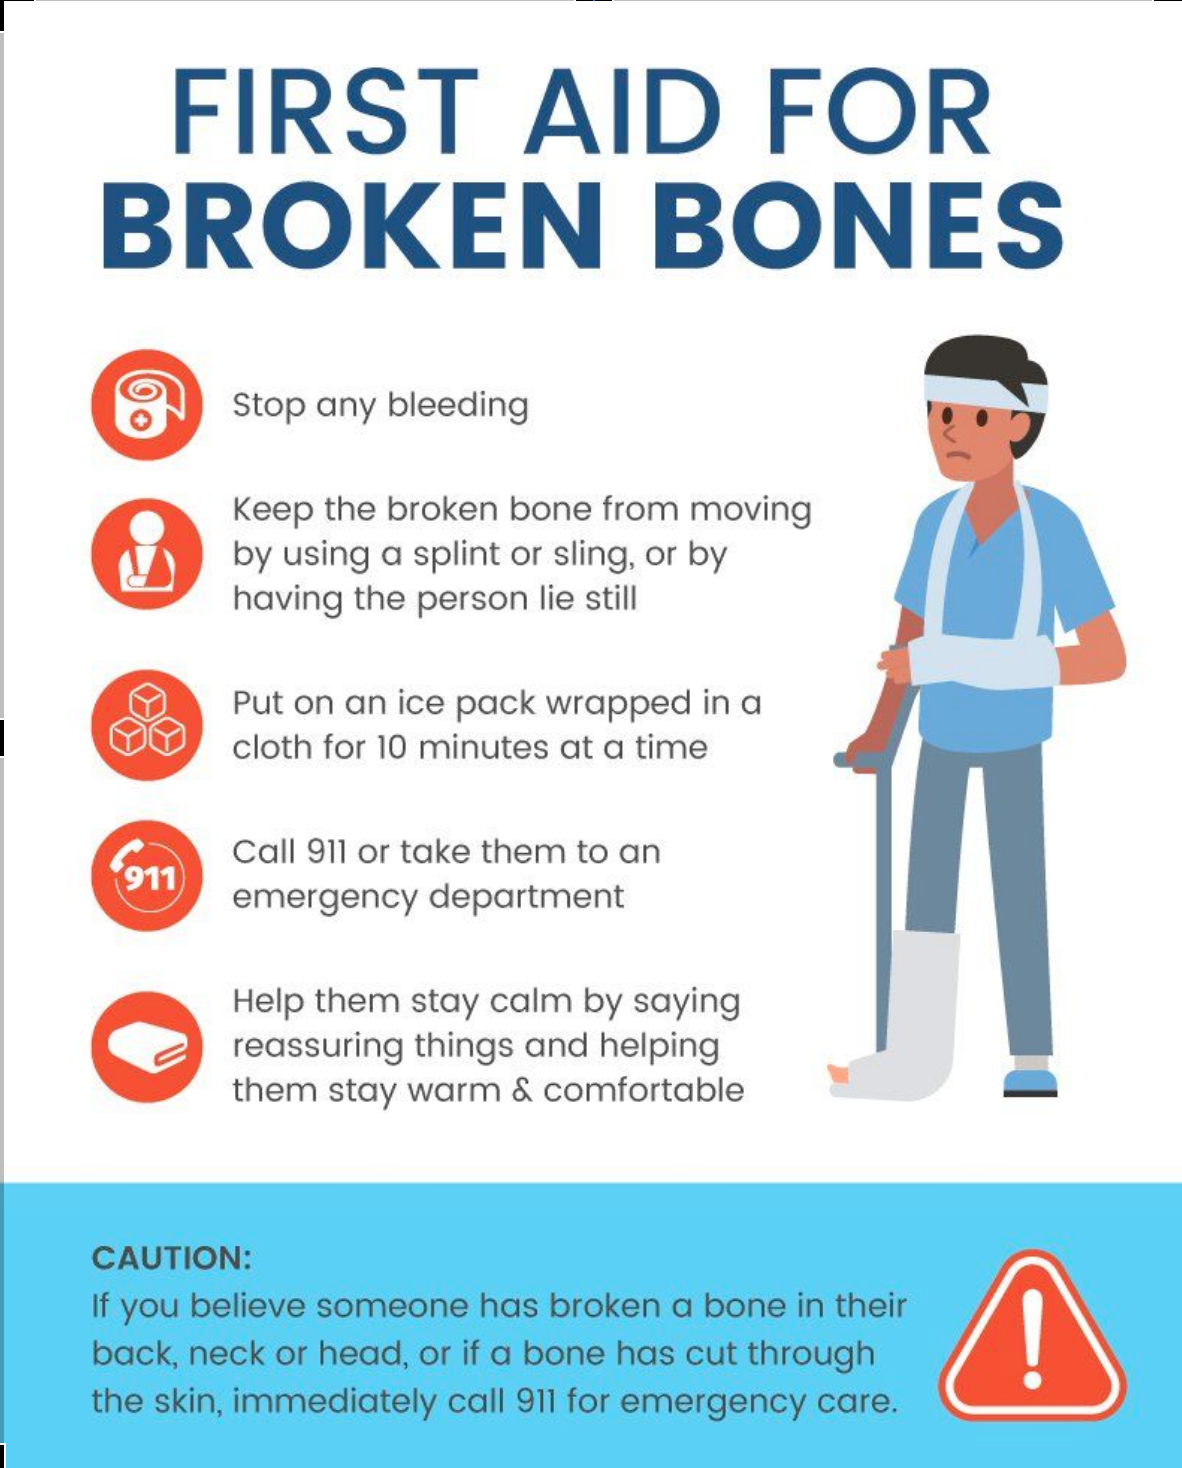 FIRST AID FOR
BROKEN BONES
Stop any bleeding
Keep the broken bone from moving
by using a splint or sling, or by
having the person lie still
Put on an ice pack wrapped in a
cloth for 10 minutes at a time
911
Call 911 or take them to an
emergency department
Help them stay calm by saying
reassuring things and helping
them stay warm & comfortable
CAUTION:
If you believe someone has broken a bone in their
back, neck or head, or if a bone has cut through
the skin, immediately call 911 for emergency care.